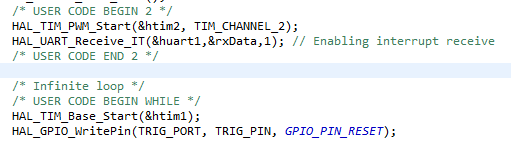 /* USER CODE BEGIN 2 */
HAL_TIM_PWM_Start(&htim2, TIM_CHANNEL_2);
HAL_UART_Receive_IT(&huart1,&rxData,1); // Enabling interrupt receive
/* USER CODE END 2 */
/* Infinite loop */
/* USER CODE BEGIN WHILE */
HAL_TIM_Base_Start(&htim1);
HAL_GPIO_WritePin(TRIG_PORT, TRIG_PIN, GPIO_PIN_RESET);